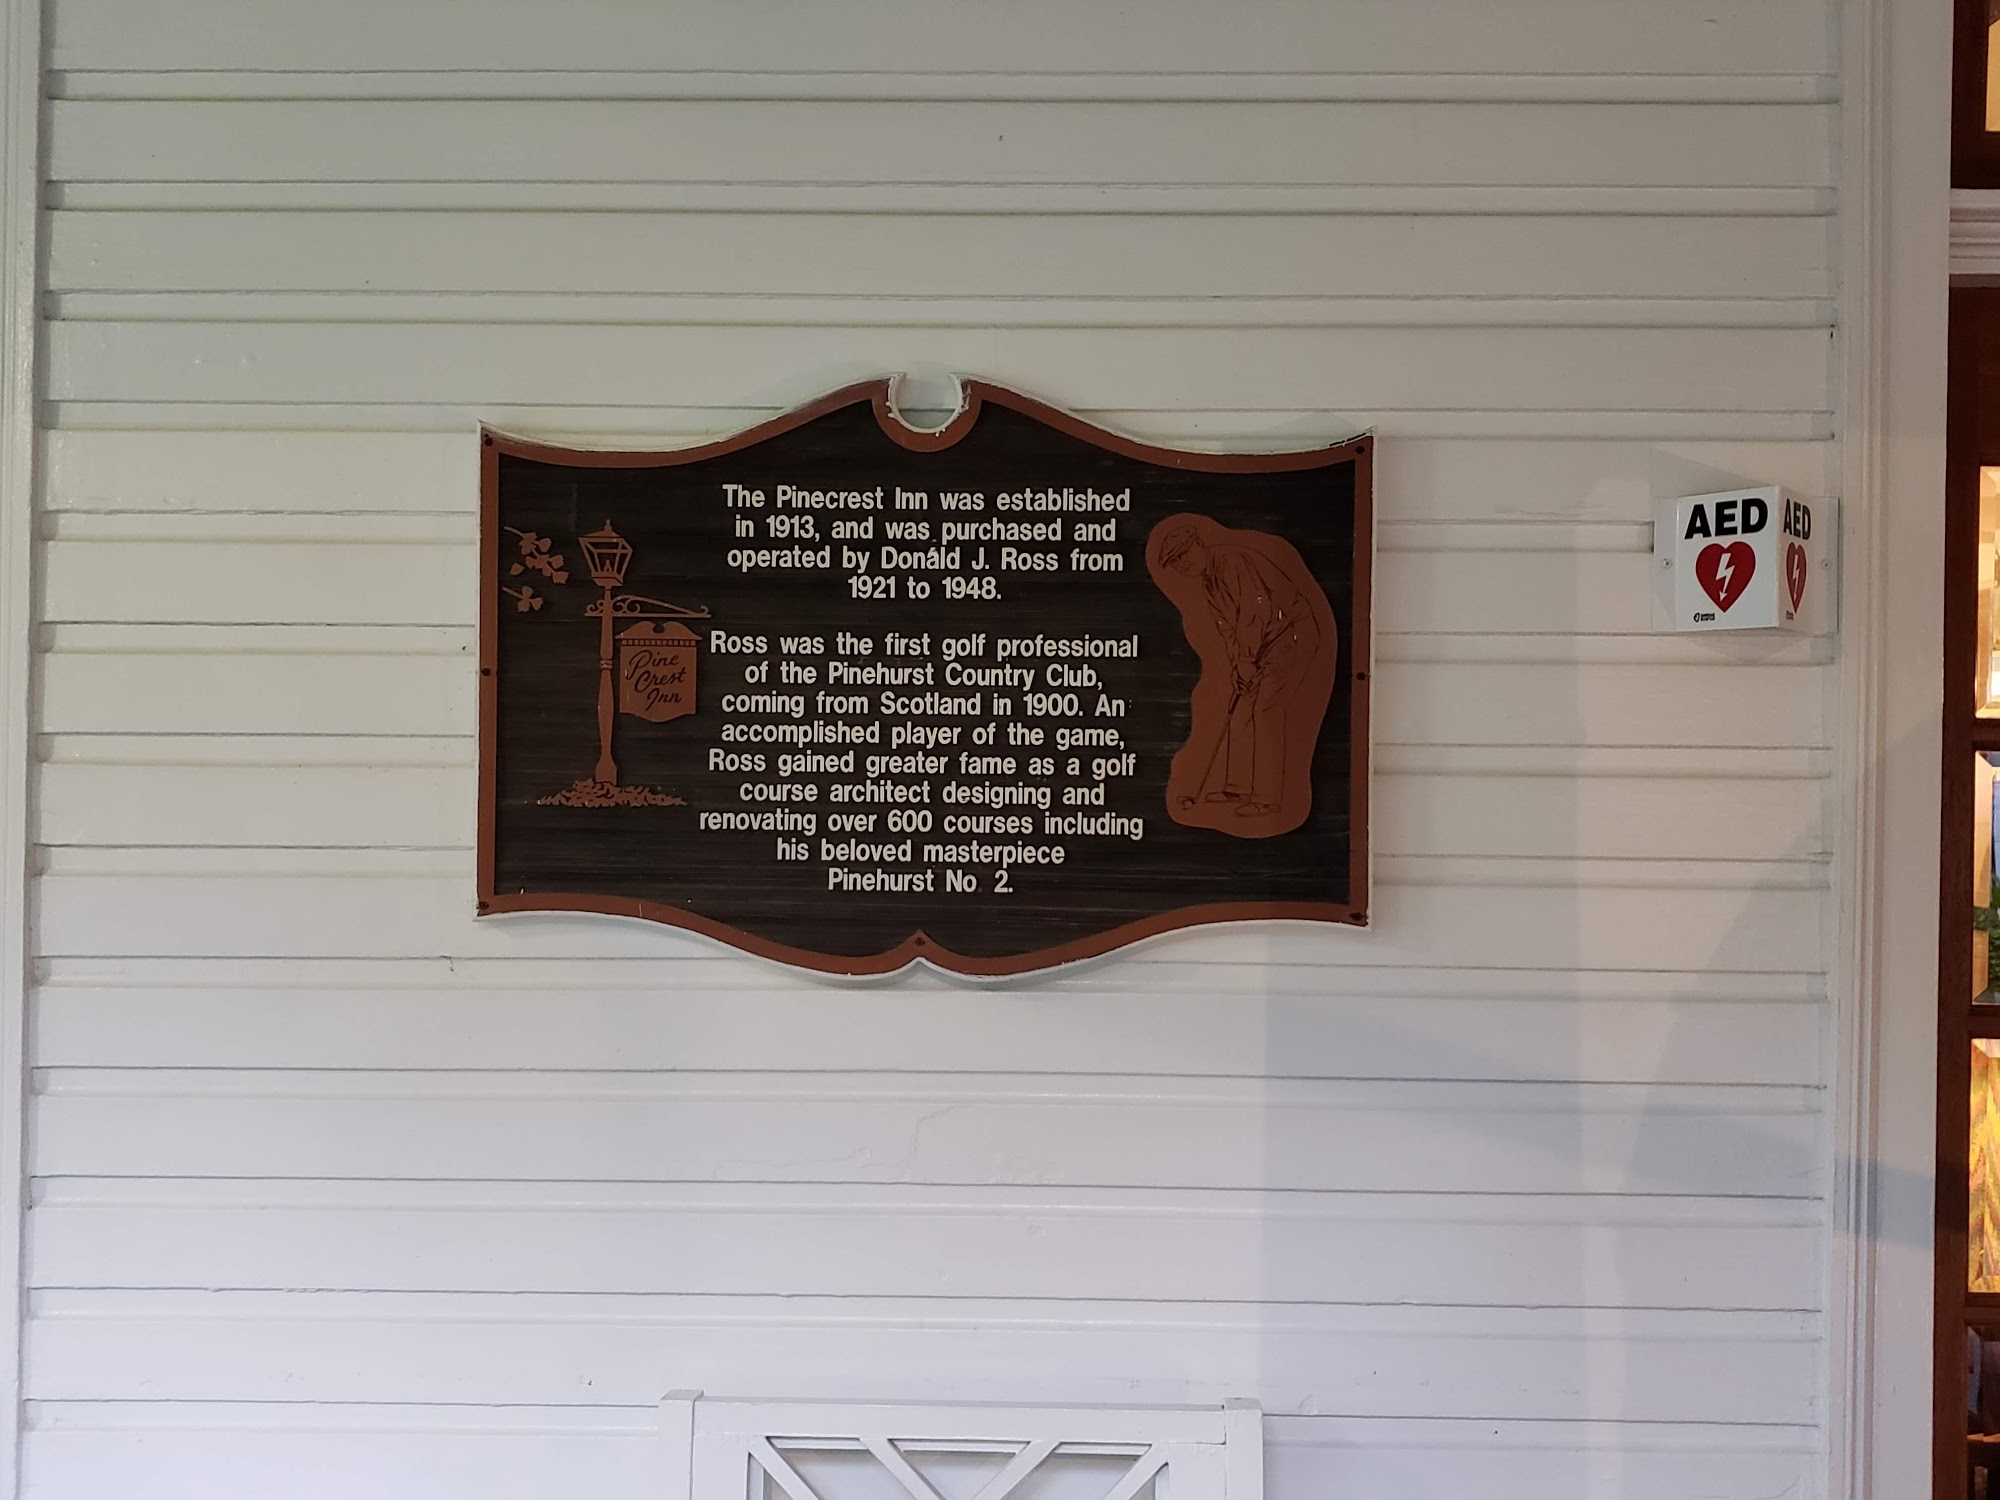 The Pinecrest Inn was established
in 1913, and was purchased and
operated by Donald J. Ross from
1921 to 1948.
Ross was the first golf professional
of the Pinehurst Country Club,
coming from Scotland in 1900. An
accomplished player of the game,
Ross gained greater fame as a golf
course architect designing and
renovating over 600 courses including
his beloved masterpiece
Pinehurst No. 2.
Pine
Crest
Inn
AED
AED